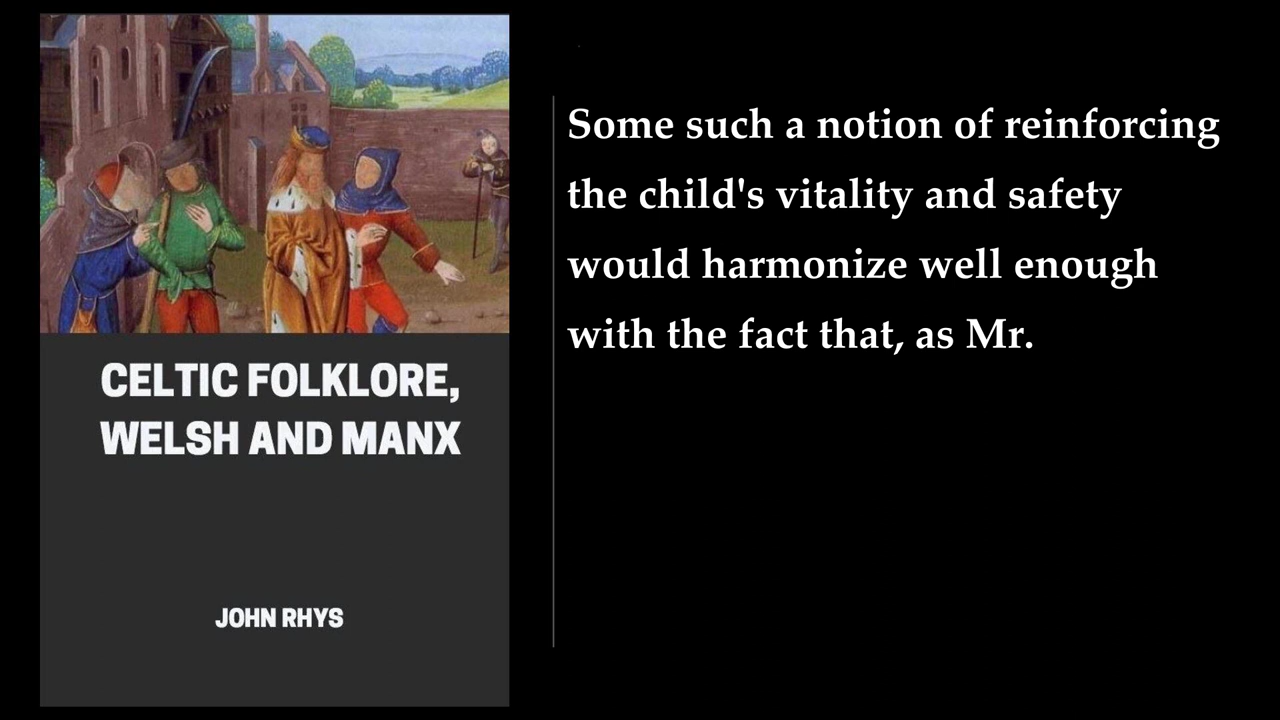 CELTIC FOLKLORE,
WELSH AND MANX
JOHN RHYS
Some such a notion of reinforcing
the child's vitality and safety
would harmonize well enough
with the fact that, as Mr.